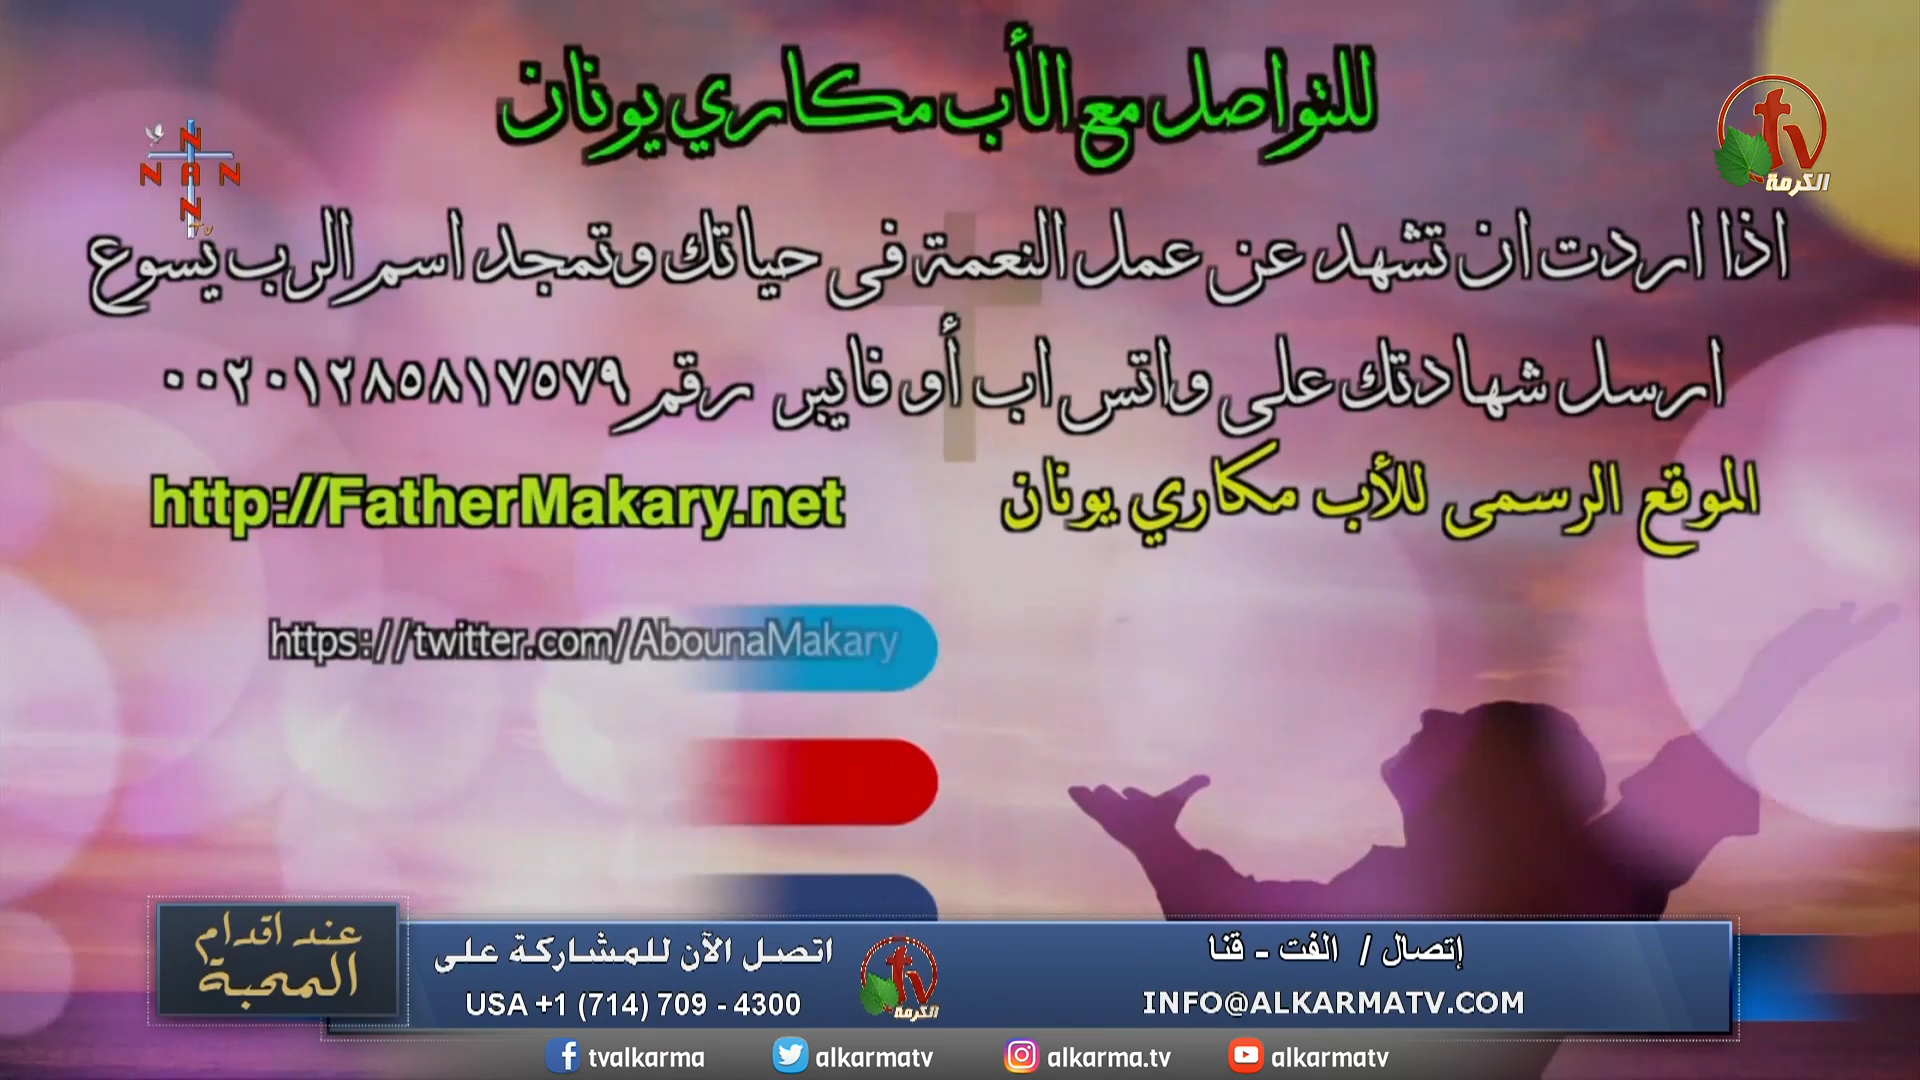 للتواصل مع الأب مكاري يونان
اذا اردت ان تشهد عن عمل النعمة فى حياتك وتمجد اسم الرب يسوع
ارسل شهادتك على واتس اب أو فايبر رقم ٠٠٢٠١٢٨٥٨١٧٥٧٩
الموقع الرسمى للأب مكاري يونان
http://FatherMakary.net
https://twitter.com/AbounaMakary
tv
الكرمة
N
N A N
N
TV
عند اقدام
المحبة
اتصل الآن للمشاركة على
USA +1 (714) 709 - 4300
tv
الكرمة
إتصال / الفت - قنا
INFO@ALKARMATV.COM
tvalkarma
alkarmatv
alkarma.tv
alkarmatv